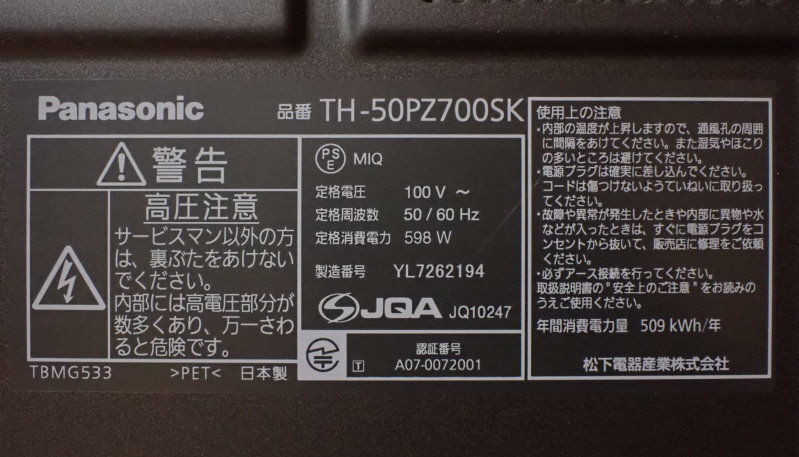 Panasonic
品番 TH-50PZ700SK
警告
高圧注意
サービスマン以外の方
は、裏ぶたをあけない
でください。
内部には高電圧部分が
数多くあり、万一さわ
ると危険です。
TBMG533 >PET< 日本製
PS
E
MIQ
定格電圧 100 V ～
定格周波数 50 / 60 Hz
定格消費電力 598 W
製造番号 YL7262194
JQA JQ10247
T
認証番号
A07-0072001
使用上の注意
・内部の温度が上昇しますので、通風孔の周囲
に間隔をあけてください。また湿気やほこり
の多いところは避けてください。
・電源プラグは確実に差し込んでください。
コードは傷つけないようていねいに取り扱っ
てください。
・故障や異常が発生したときや内部に異物や水
などが入ったときは、すぐに電源プラグをコ
ンセントから抜いて、販売店に修理をご依頼
ください。
・必ずアース接続を行ってください。
取扱説明書の"安全上のご注意"をお読みの
うえご使用ください。
年間消費電力量 509 kWh/年
松下電器産業株式会社